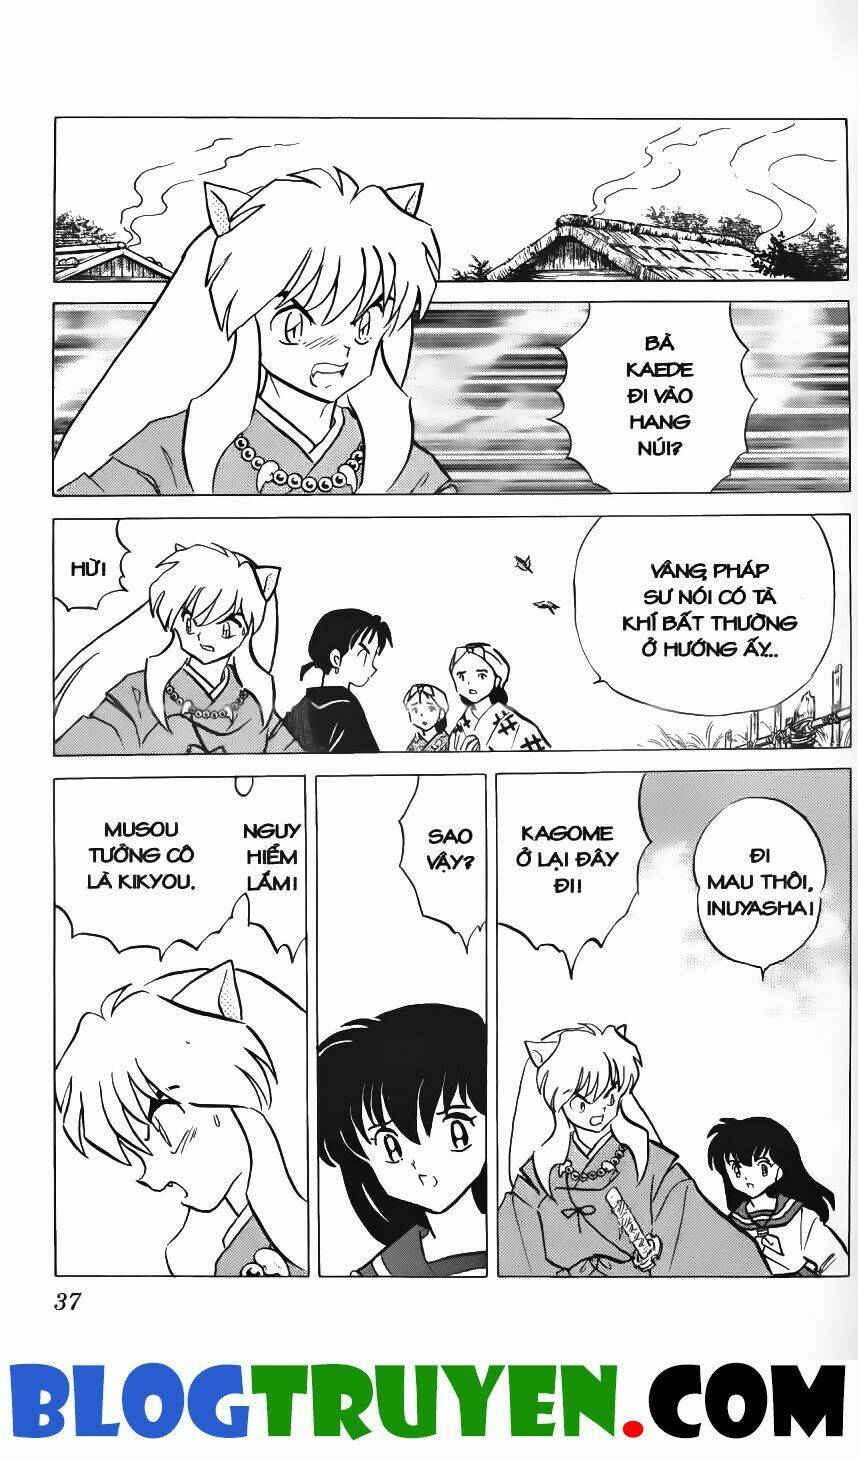 BÀ
KAEDE
ĐI VÀO
HANG
NÚI?
VÂNG, PHÁP
SƯ NÓI CÓ TÀ
KHÍ BẤT THƯỜNG
Ở HƯỚNG ẤY...
HỪ!
ĐI
MAU THÔI,
INUYASHA!
KAGOME
Ở LẠI ĐÂY
ĐI!
SAO
VẬY?
NGUY
HIỂM
LẮM!
MUSOU
TƯỞNG CÔ
LÀ KIKYOU.
37
BLOGTRUYEN.COM